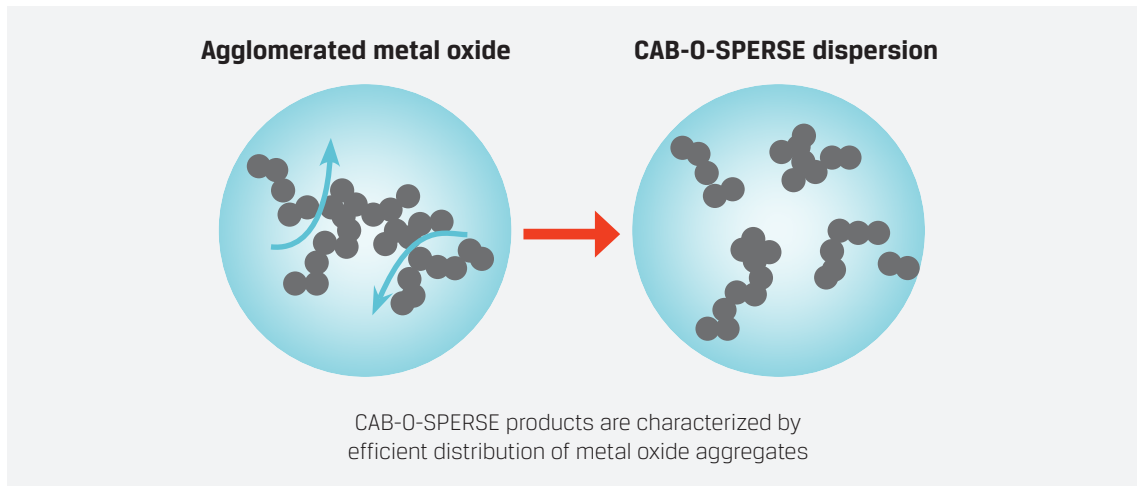 Agglomerated metal oxide
CAB-O-SPERSE dispersion
CAB-O-SPERSE products are characterized by
efficient distribution of metal oxide aggregates